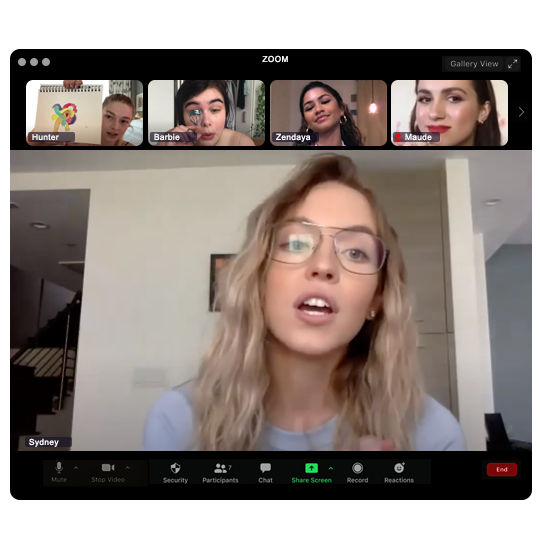 ZOOM
Gallery View
Hunter
Barbie
Zendaya
Maude
Sydney
Mute
Stop Video
Security
Participants
7
Chat
Share Screen
Record
Reactions
End